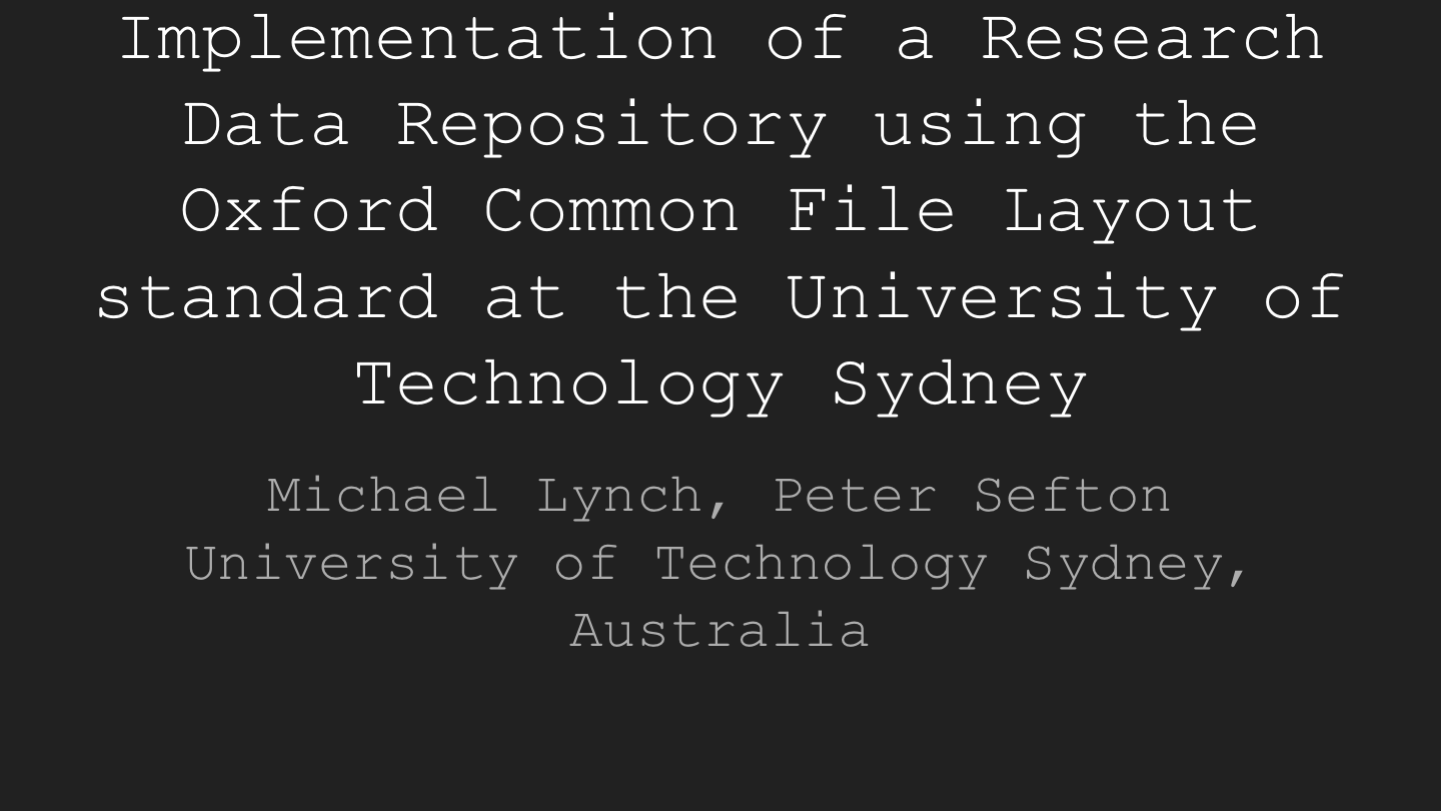 Implementation of a Research
Data Repository using the
Oxford Common File Layout
standard at the University of
Technology Sydney
Michael Lynch, Peter Sefton
University of Technology Sydney,
Australia